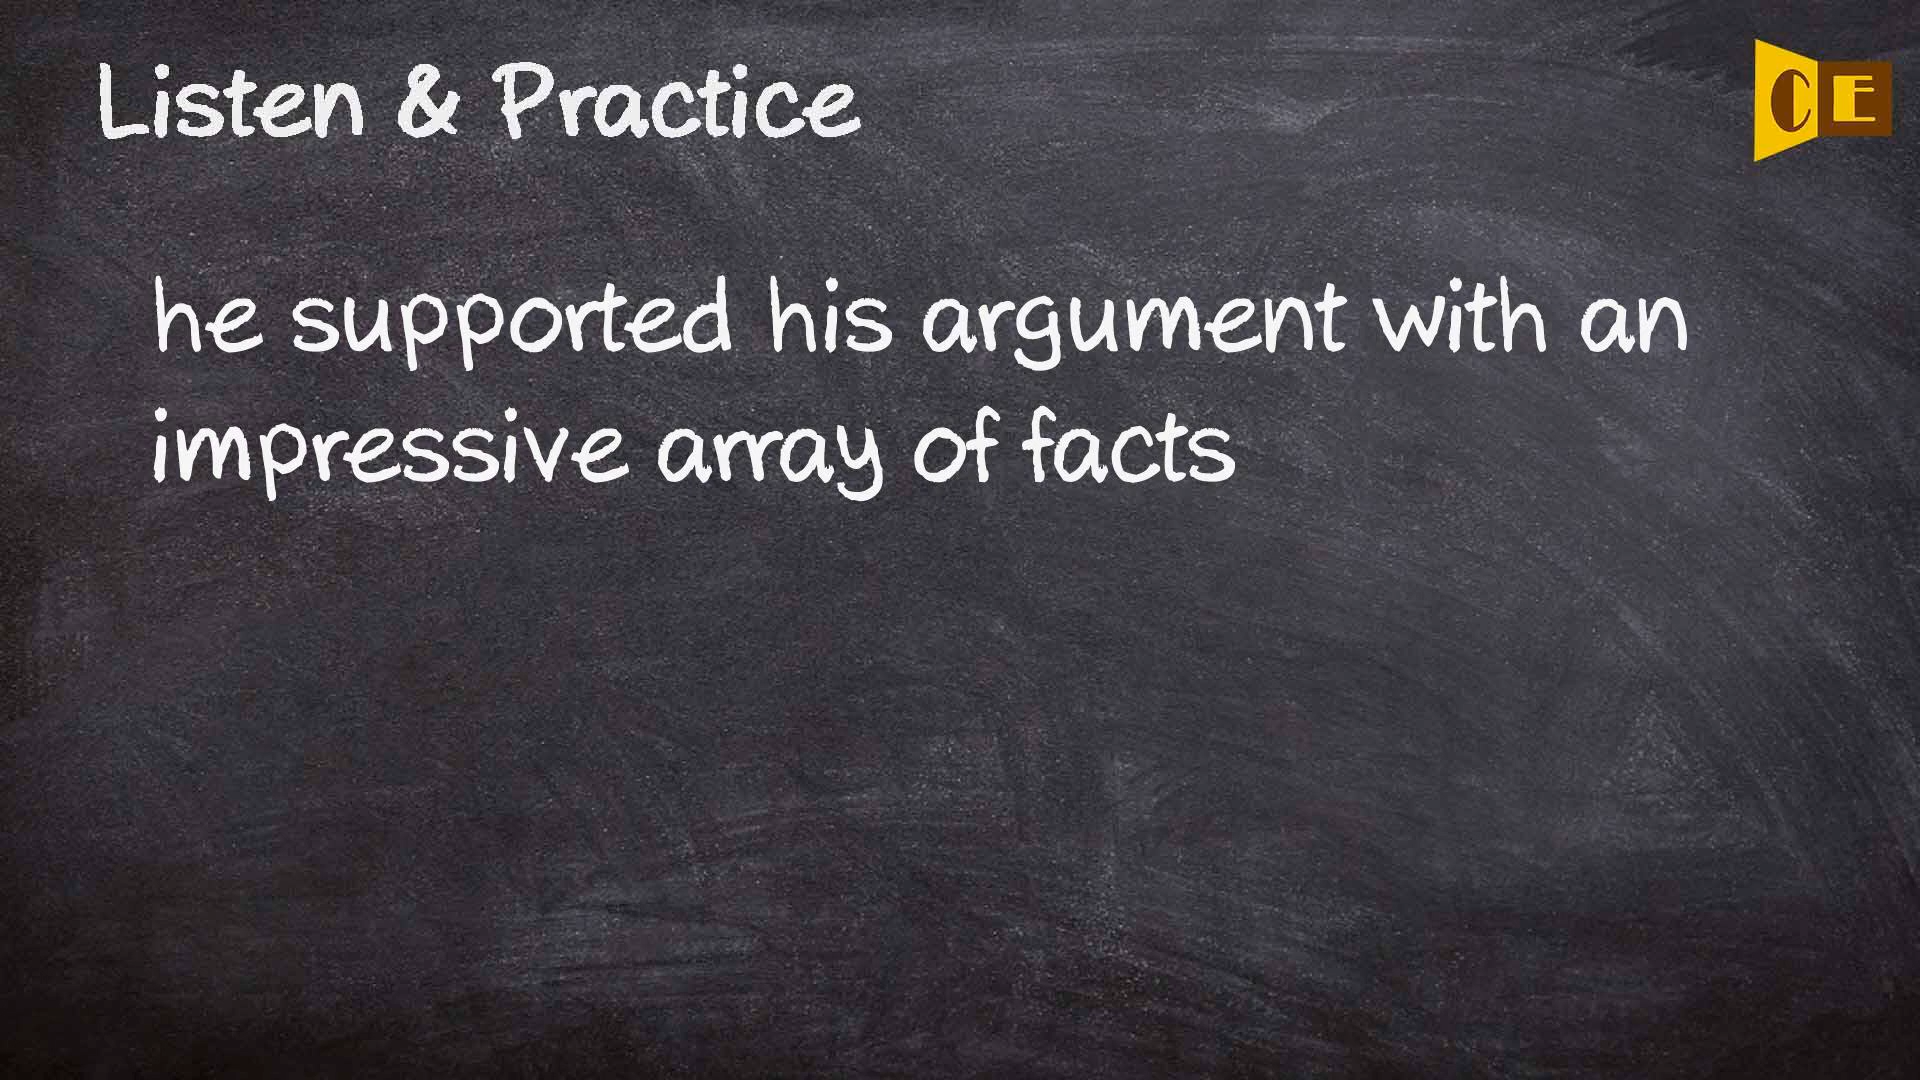 Listen & Practice
CE
he supported his argument with an
impressive array of facts